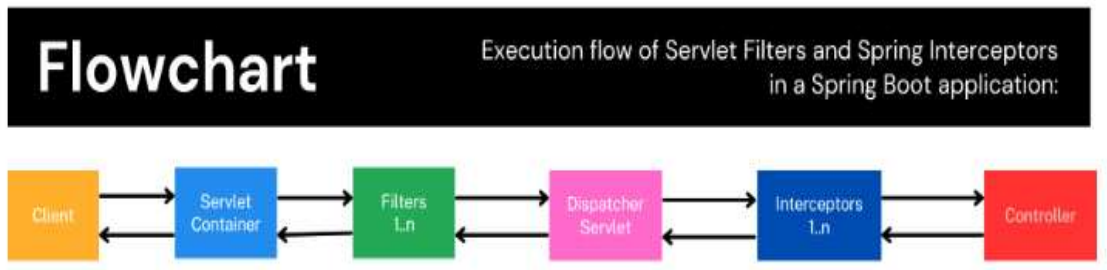 Flowchart
Execution flow of Servlet Filters and Spring Interceptors
in a Spring Boot application:
Client
Servlet
Container
Filters
1..n
Dispatcher
Servlet
Interceptors
1..n
Controller